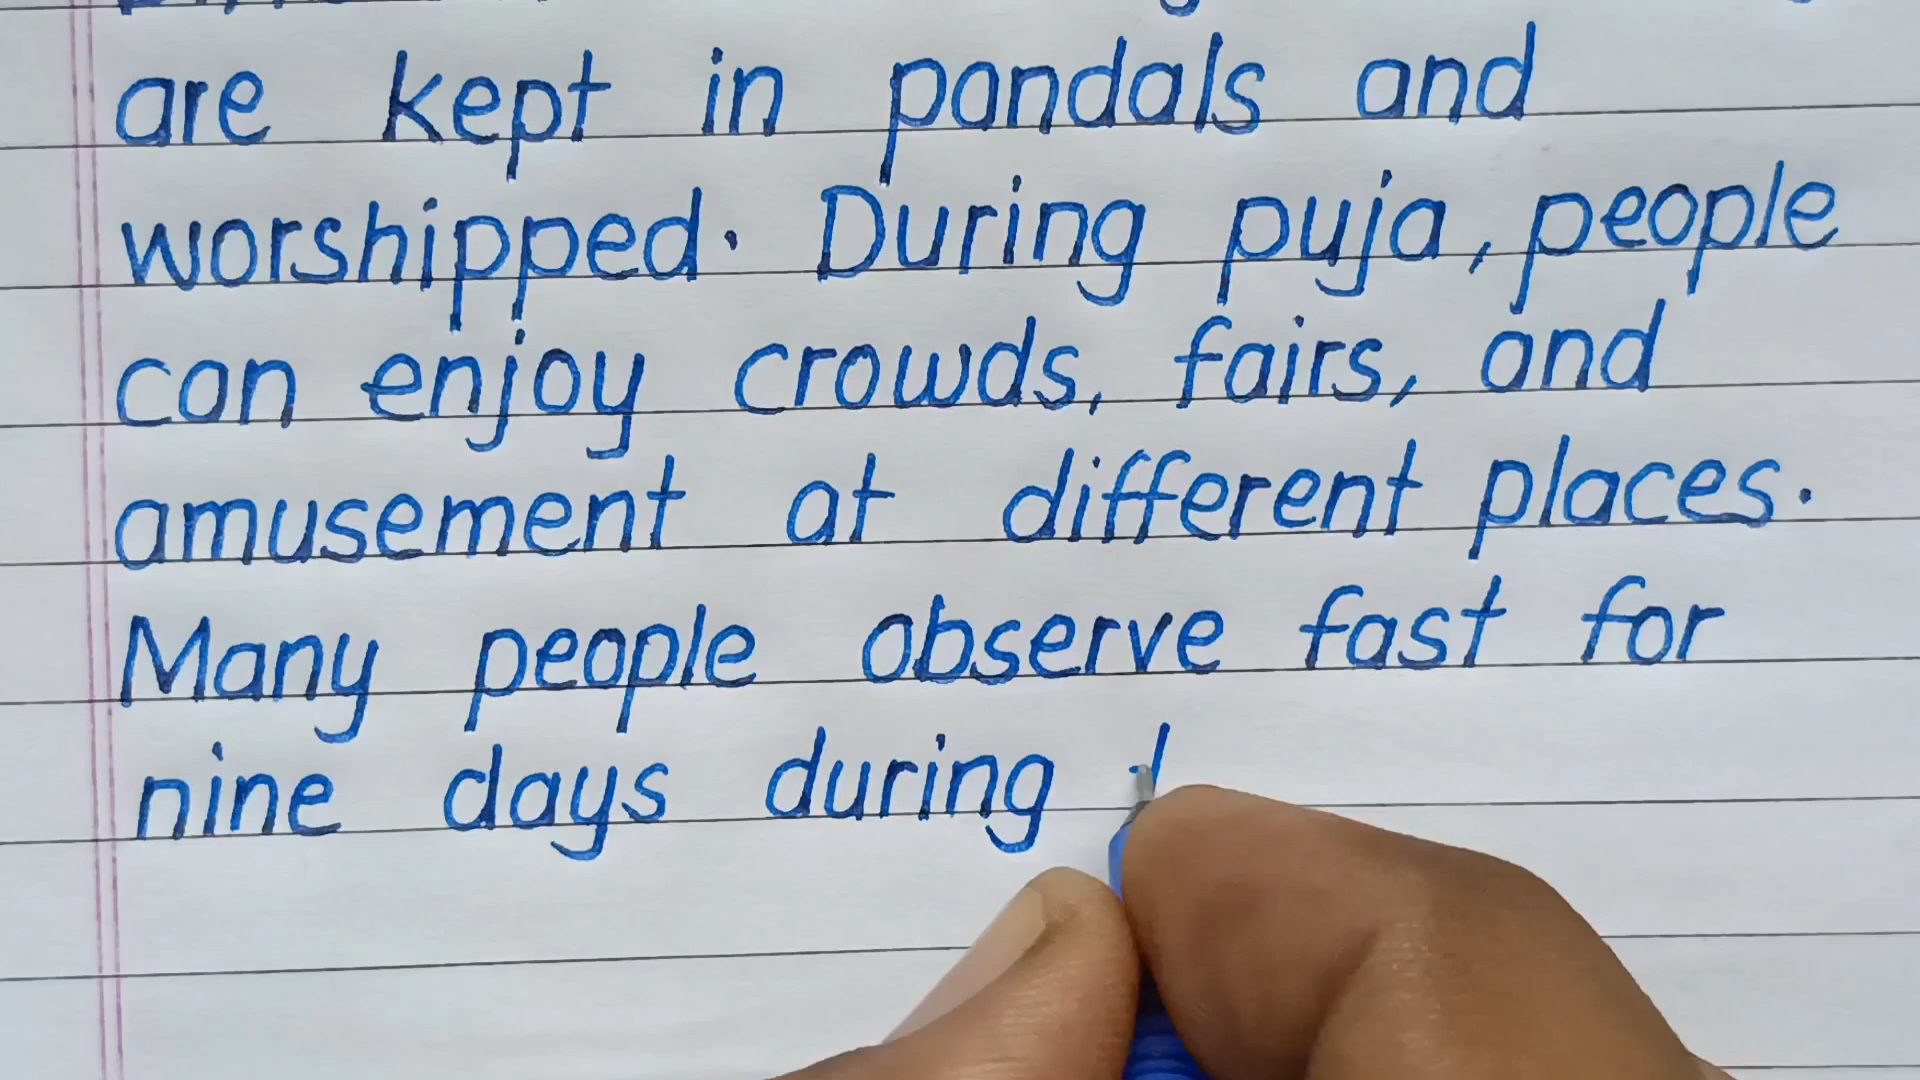 are kept in pandals and
worshipped. During puja, people
can enjoy crowds, fairs, and
amusement at different places.
Many people observe fast for
nine days during